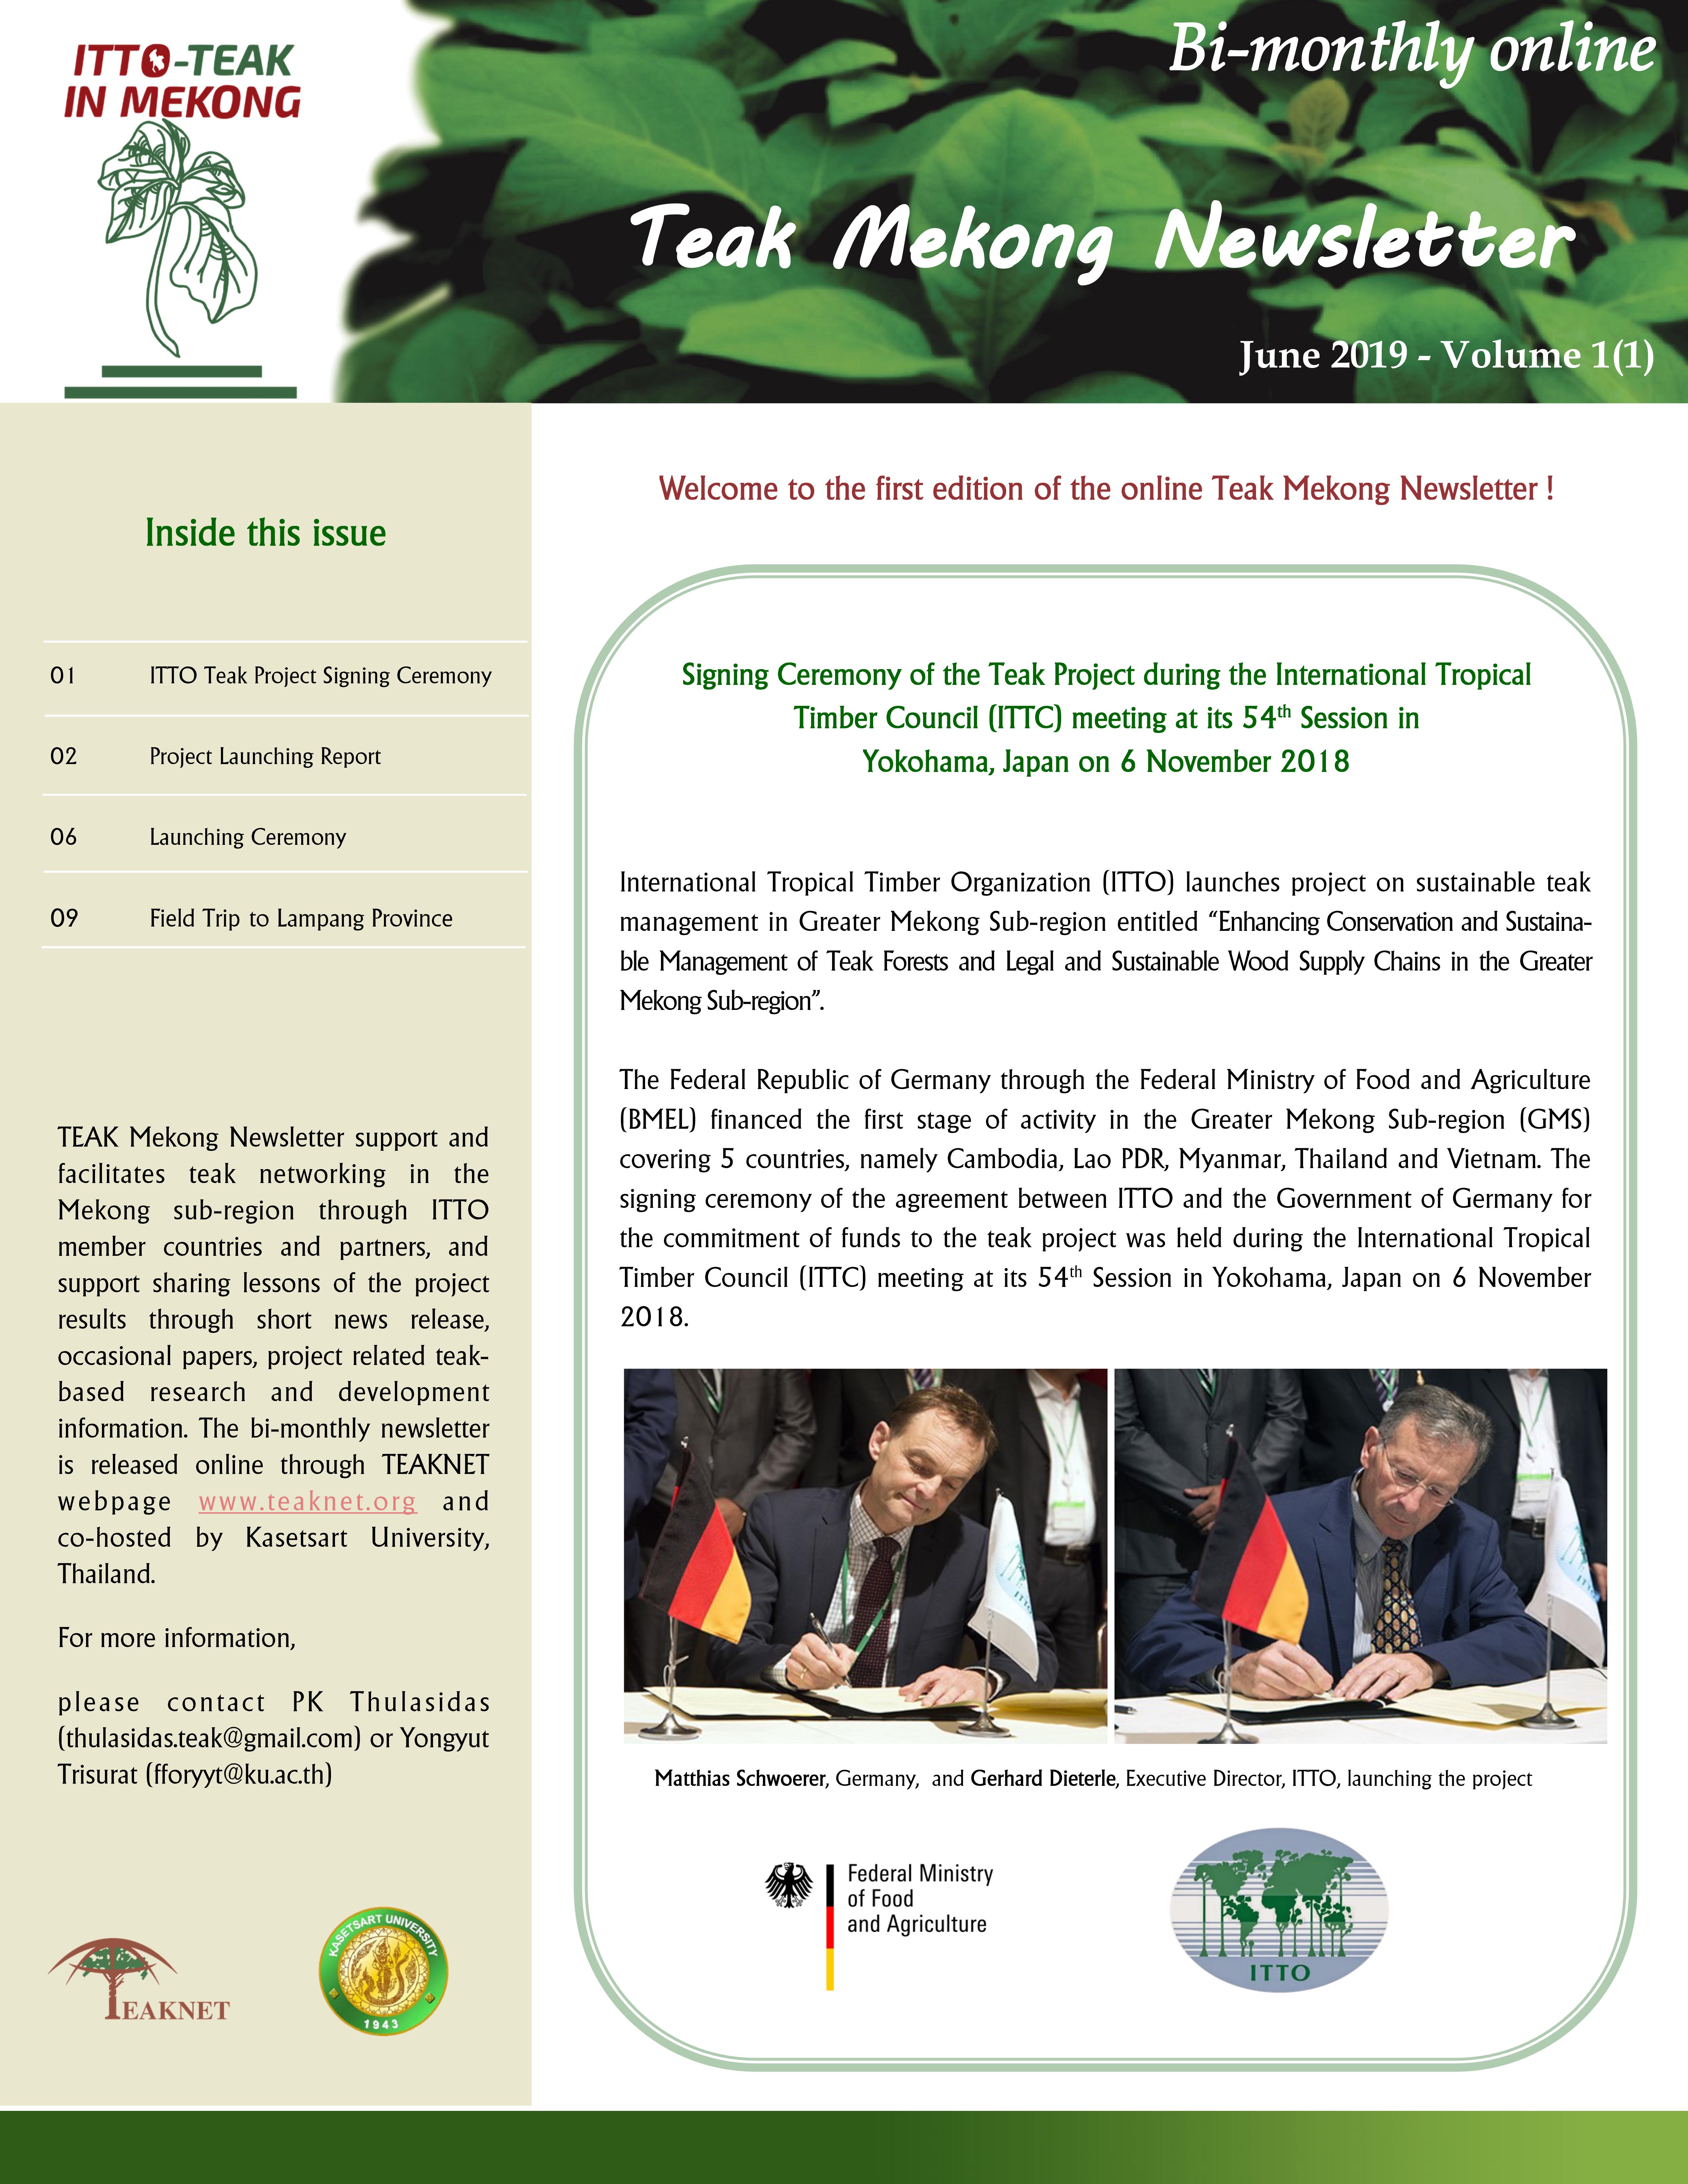 ITTO-TEAK
IN MEKONG
Bi-monthly online
Teak Mekong Newsletter
June 2019 - Volume 1(1)
Inside this issue
01 ITTO Teak Project Signing Ceremony
02 Project Launching Report
06 Launching Ceremony
09 Field Trip to Lampang Province
TEAK Mekong Newsletter support and
facilitates teak networking in the
Mekong sub-region through ITTO
member countries and partners, and
support sharing lessons of the project
results through short news release,
occasional papers, project related teak-
based research and development
information. The bi-monthly newsletter
is released online through TEAKNET
webpage www.teaknet.org and
co-hosted by Kasetsart University,
Thailand.
For more information,
please contact PK Thulasidas
(thulasidas.teak@gmail.com) or Yongyut
Trisurat (fforyyt@ku.ac.th)
TEAKNET
KASETSART UNIVERSITY
1943
Welcome to the first edition of the online Teak Mekong Newsletter !
Signing Ceremony of the Teak Project during the International Tropical
Timber Council (ITTC) meeting at its 54th Session in
Yokohama, Japan on 6 November 2018
International Tropical Timber Organization (ITTO) launches project on sustainable teak
management in Greater Mekong Sub-region entitled “Enhancing Conservation and Sustaina-
ble Management of Teak Forests and Legal and Sustainable Wood Supply Chains in the Greater
Mekong Sub-region”.
The Federal Republic of Germany through the Federal Ministry of Food and Agriculture
(BMEL) financed the first stage of activity in the Greater Mekong Sub-region (GMS)
covering 5 countries, namely Cambodia, Lao PDR, Myanmar, Thailand and Vietnam. The
signing ceremony of the agreement between ITTO and the Government of Germany for
the commitment of funds to the teak project was held during the International Tropical
Timber Council (ITTC) meeting at its 54th Session in Yokohama, Japan on 6 November
2018.
ITTO
ITTO
Matthias Schwoerer, Germany, and Gerhard Dieterle, Executive Director, ITTO, launching the project
Federal Ministry
of Food
and Agriculture
ITTO